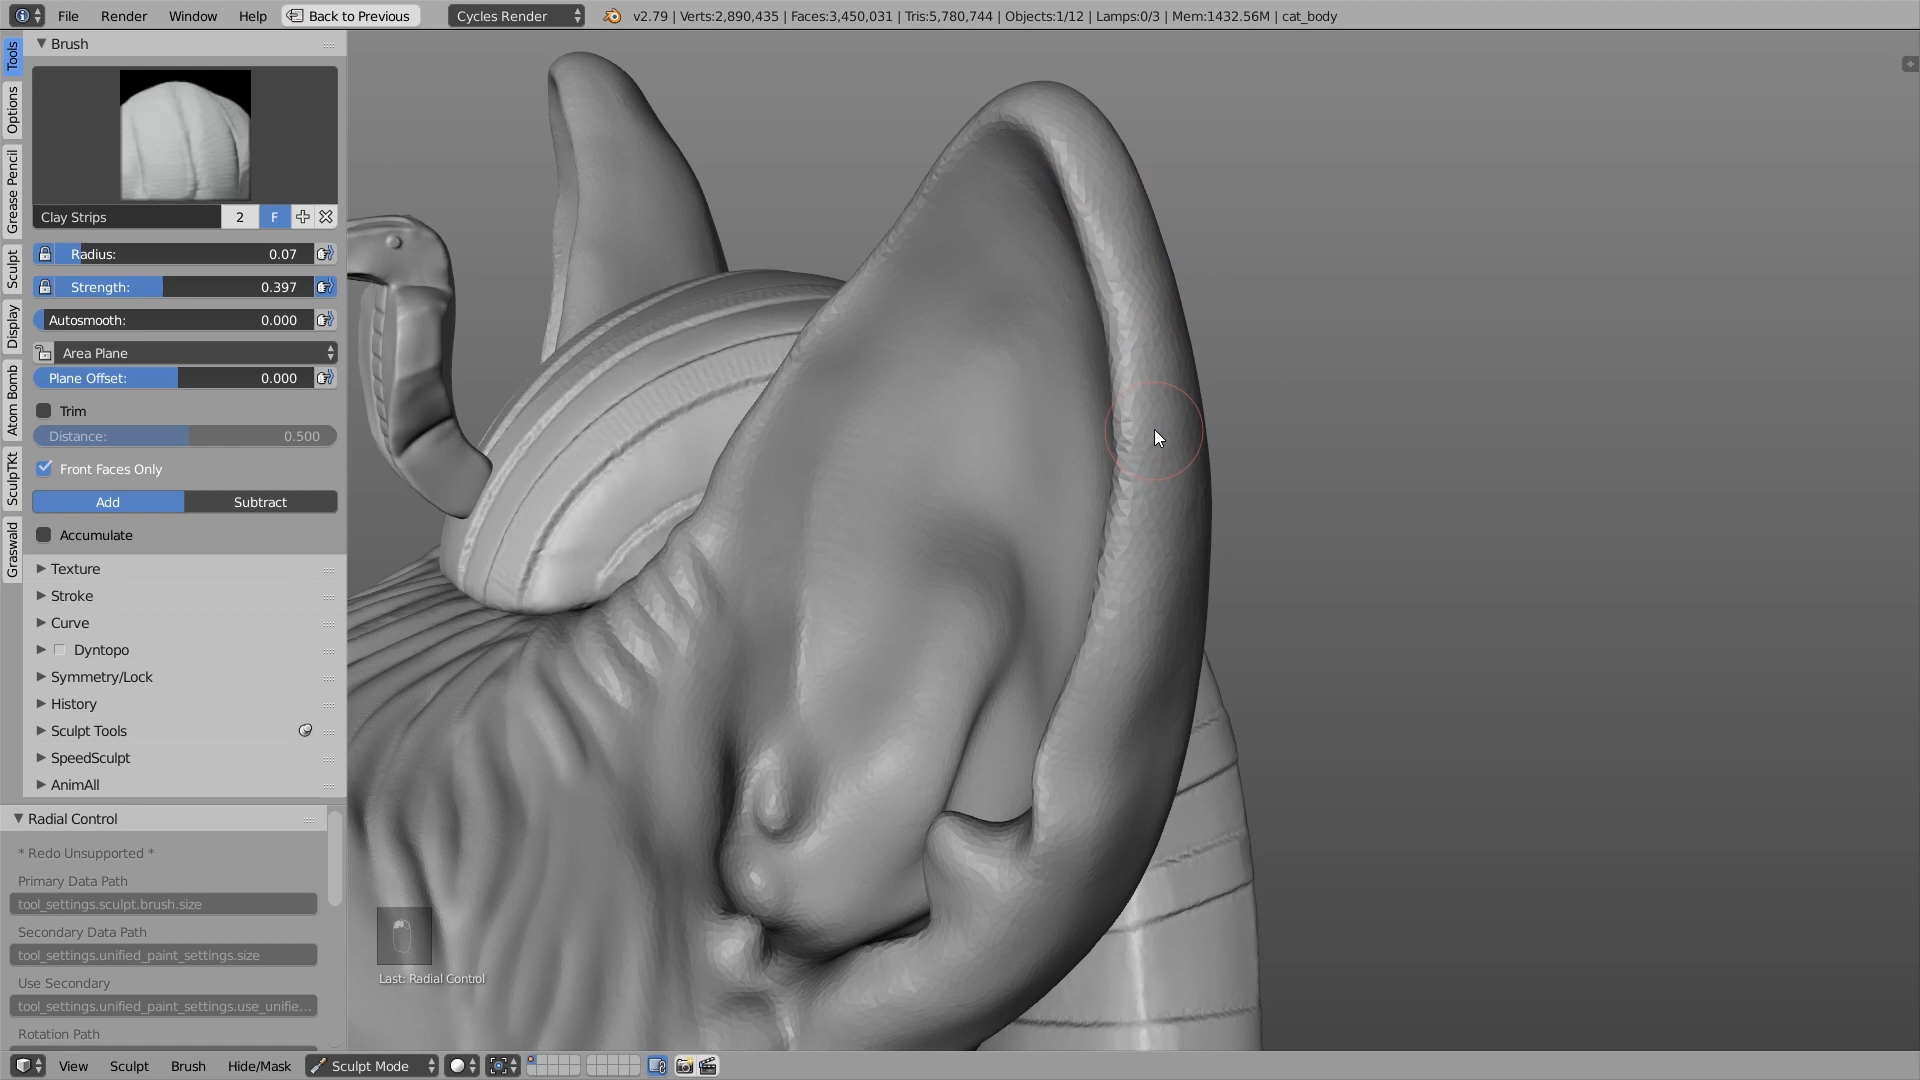 File
Render
Window
Help
Back to Previous
Cycles Render
v2.79 | Verts:2,890,435 | Faces:3,450,031 | Tris:5,780,744 | Objects:1/12 | Lamps:0/3 | Mem:1432.56M | cat_body
Tools
Options
Grease Pencil
Sculpt
Display
Atom Bomb
SculpTKt
Graswald
Brush
Clay Strips
2
F
Radius: 0.07
Strength: 0.397
Autosmooth: 0.000
Area Plane
Plane Offset: 0.000
Trim
Distance: 0.500
Front Faces Only
Add
Subtract
Accumulate
Texture
Stroke
Curve
Dyntopo
Symmetry/Lock
History
Sculpt Tools
SpeedSculpt
AnimAll
Radial Control
* Redo Unsupported *
Primary Data Path
tool_settings.sculpt.brush.size
Secondary Data Path
tool_settings.unified_paint_settings.size
Use Secondary
tool_settings.unified_paint_settings.use_unifie...
Rotation Path
Last: Radial Control
View
Sculpt
Brush
Hide/Mask
Sculpt Mode